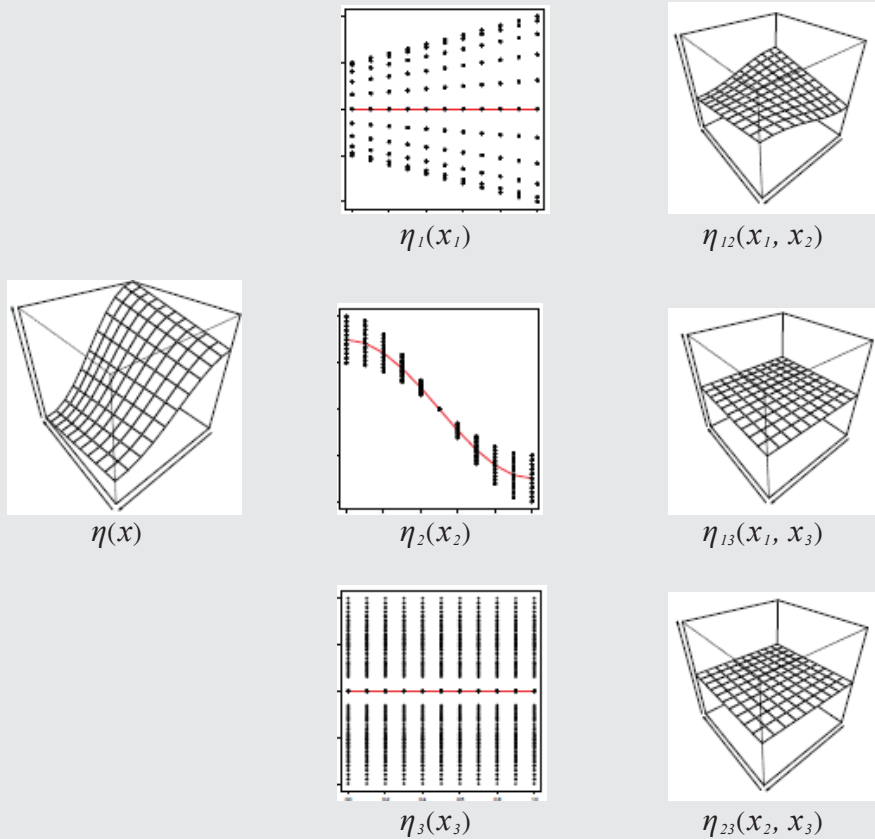 η₁(x₁)
η₁₂(x₁, x₂)
η(x)
η₂(x₂)
η₁₃(x₁, x₃)
η₃(x₃)
η₂₃(x₂, x₃)